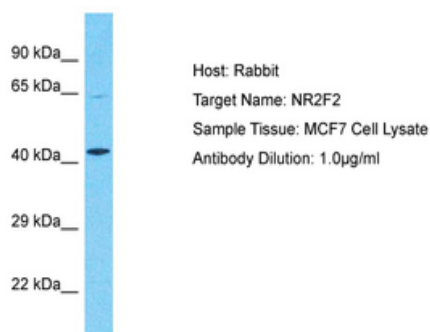 90 kDa__
65 kDa__
40 kDa__
29 kDa__
22 kDa__
Host: Rabbit
Target Name: NR2F2
Sample Tissue: MCF7 Cell Lysate
Antibody Dilution: 1.0µg/ml